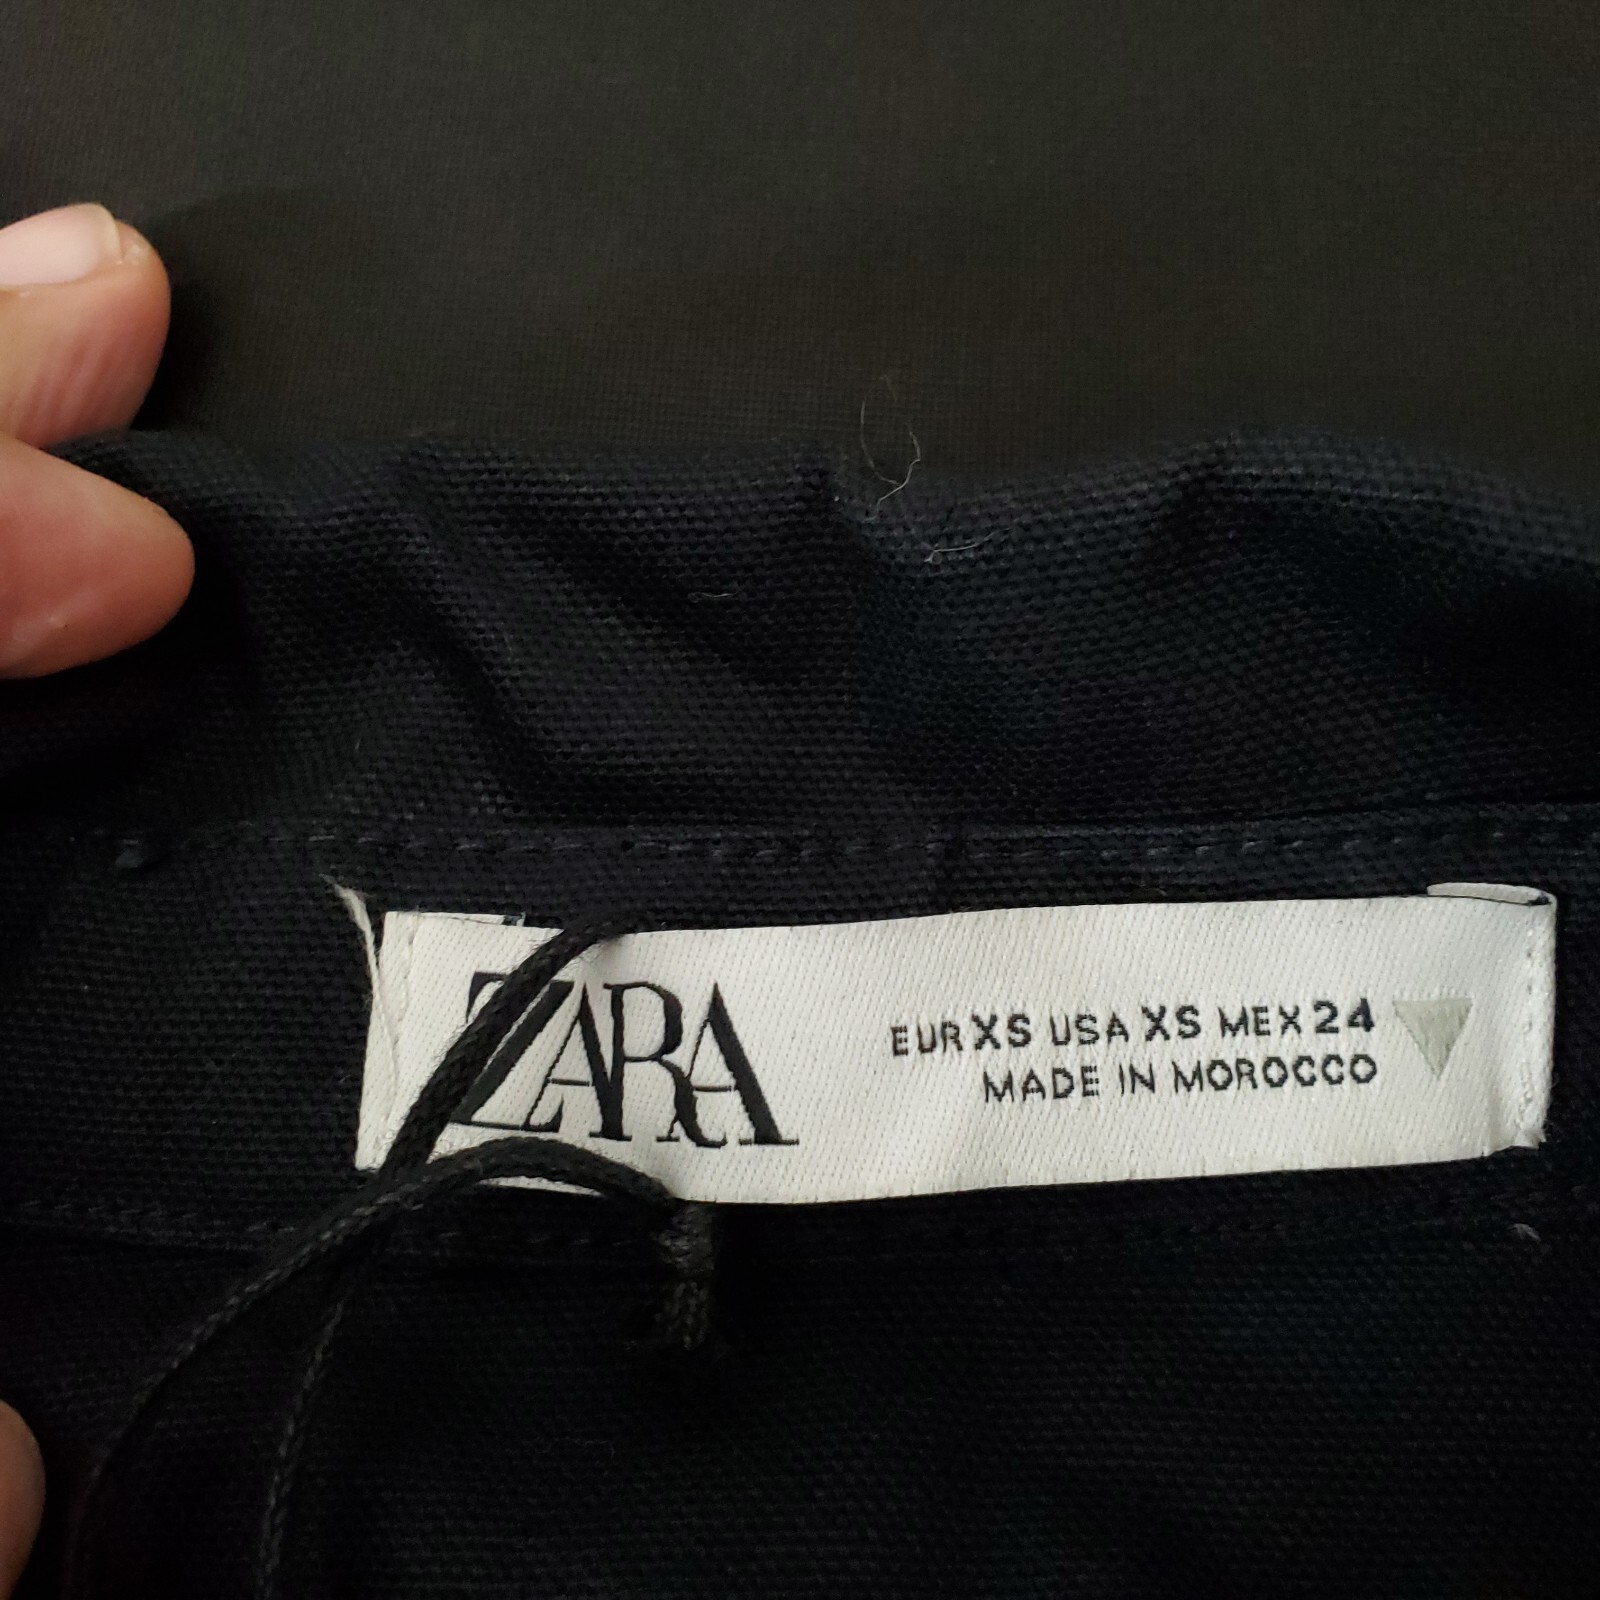 ZARA
EUR XS USA XS MEX 24
MADE IN MOROCCO